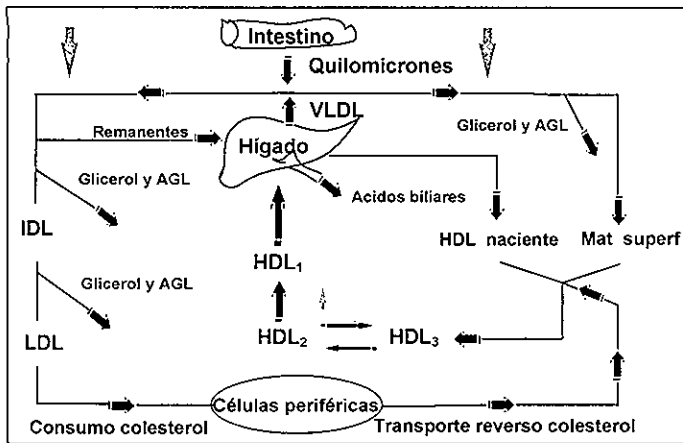 Intestino
Quilomicrones
VLDL
Remanentes
Hígado
Glicerol y AGL
Glicerol y AGL
Acidos biliares
IDL
HDL naciente
Mat superf
HDL₁
Glicerol y AGL
LDL
HDL₂
HDL₃
Células periféricas
Consumo colesterol
Transporte reverso colesterol